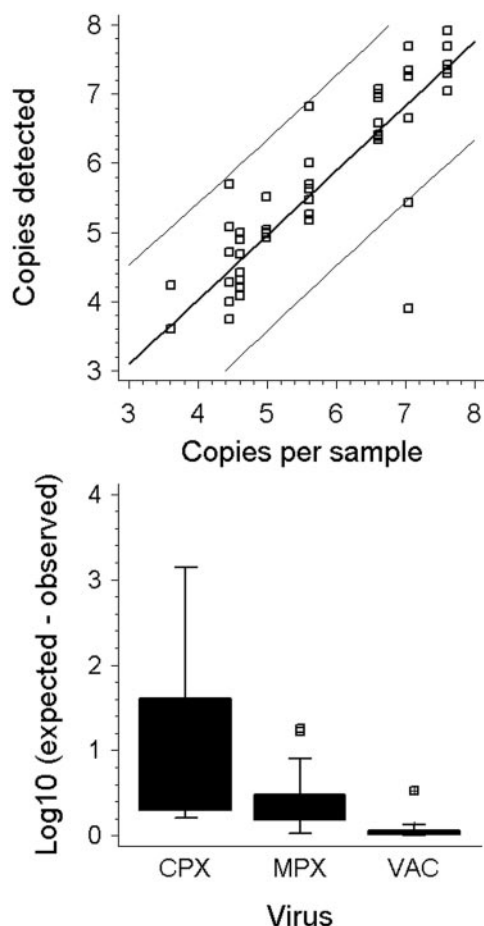 8
7
6
5
4
3
Copies detected
3 4 5 6 7 8
Copies per sample
4
3
2
1
0
Log10 (expected - observed)
CPX MPX VAC
Virus